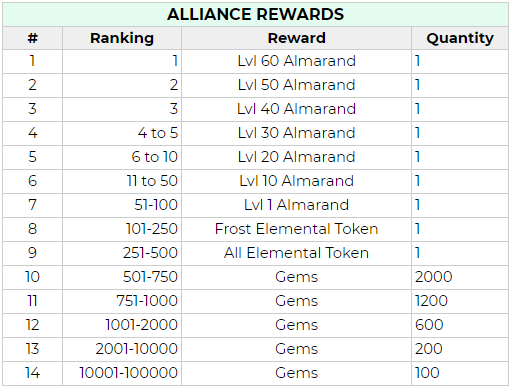 ALLIANCE REWARDS
# Ranking Reward Quantity
1 1 Lvl 60 Almarand 1
2 2 Lvl 50 Almarand 1
3 3 Lvl 40 Almarand 1
4 4 to 5 Lvl 30 Almarand 1
5 6 to 10 Lvl 20 Almarand 1
6 11 to 50 Lvl 10 Almarand 1
7 51-100 Lvl 1 Almarand 1
8 101-250 Frost Elemental Token 1
9 251-500 All Elemental Token 1
10 501-750 Gems 2000
11 751-1000 Gems 1200
12 1001-2000 Gems 600
13 2001-10000 Gems 200
14 10001-100000 Gems 100